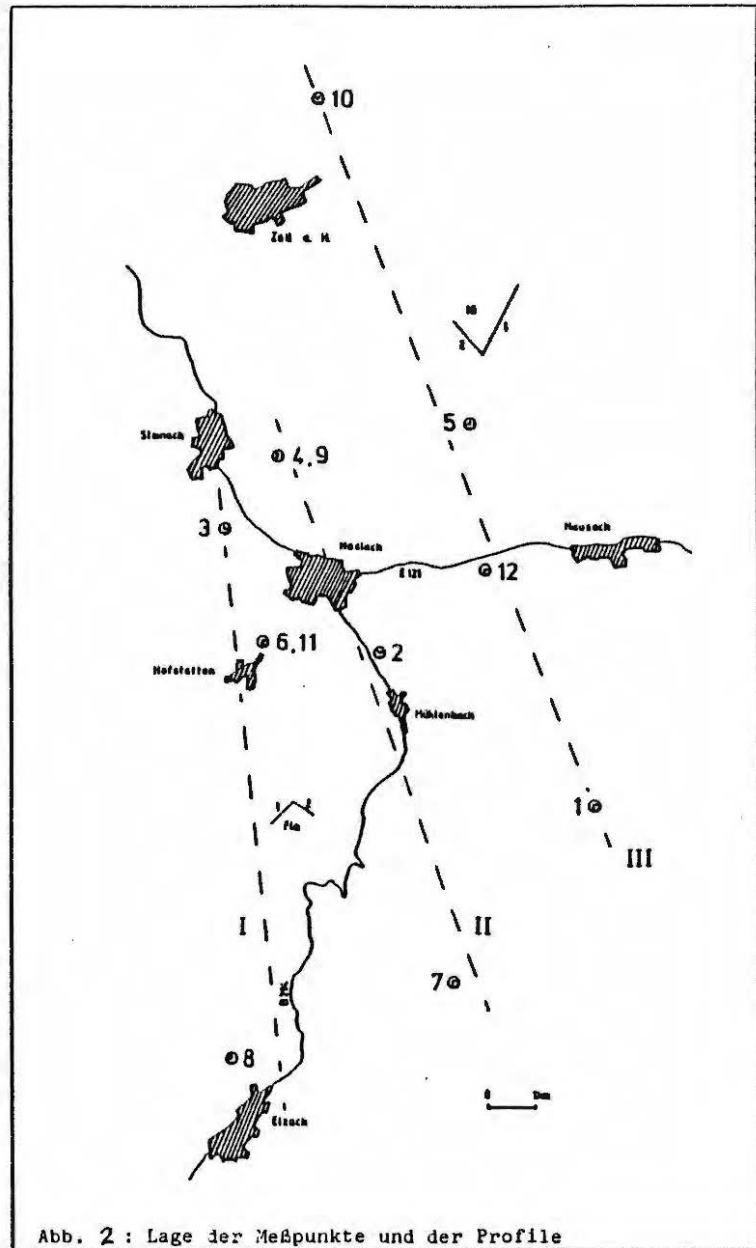 10
Zell a. H.
5
4,9
Steinach
3
Haslach
Hausach
E 121
12
6,11
2
Hofstetten
Mühlenbach
1
III
I
II
7
8
Elzach
0
Abb. 2 : Lage der Meßpunkte und der Profile